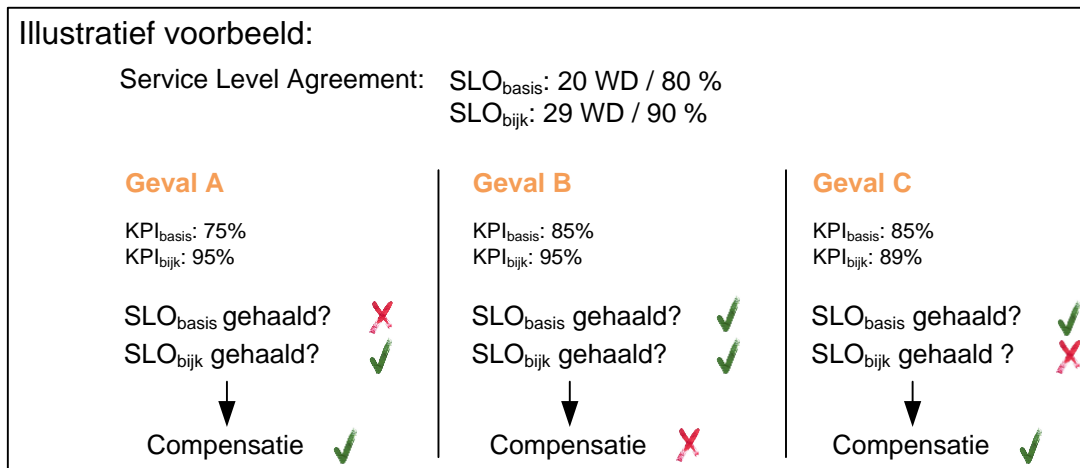 Illustratief voorbeeld:
Service Level Agreement: SLObasis: 20 WD / 80 %
SLObijk: 29 WD / 90 %
Geval A
KPIbasis: 75%
KPIbijk: 95%
SLObasis gehaald?
SLObijk gehaald?
Compensatie
Geval B
KPIbasis: 85%
KPIbijk: 95%
SLObasis gehaald?
SLObijk gehaald?
Compensatie
Geval C
KPIbasis: 85%
KPIbijk: 89%
SLObasis gehaald?
SLObijk gehaald ?
Compensatie